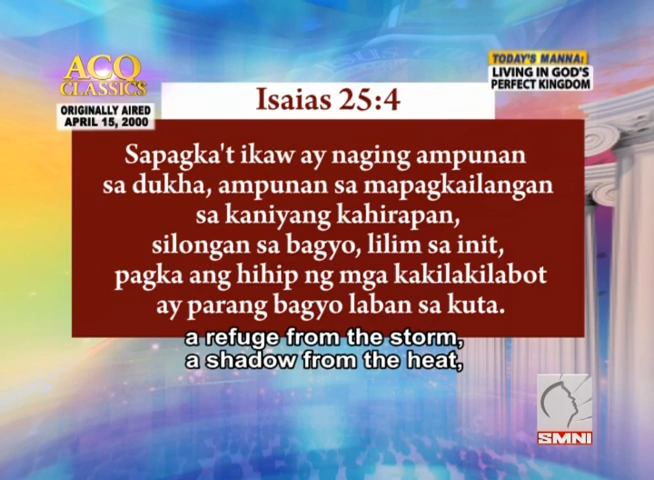 ACQ
CLASSICS
ORIGINALLY AIRED
APRIL 15, 2000
TODAY'S MANNA:
LIVING IN GOD'S
PERFECT KINGDOM
Isaias 25:4
Sapagka't ikaw ay naging ampunan
sa dukha, ampunan sa mapagkailangan
sa kaniyang kahirapan,
silongan sa bagyo, lilim sa init,
pagka ang hihip ng mga kakilakilabot
ay parang bagyo laban sa kuta.
a refuge from the storm,
a shadow from the heat,
SMNI